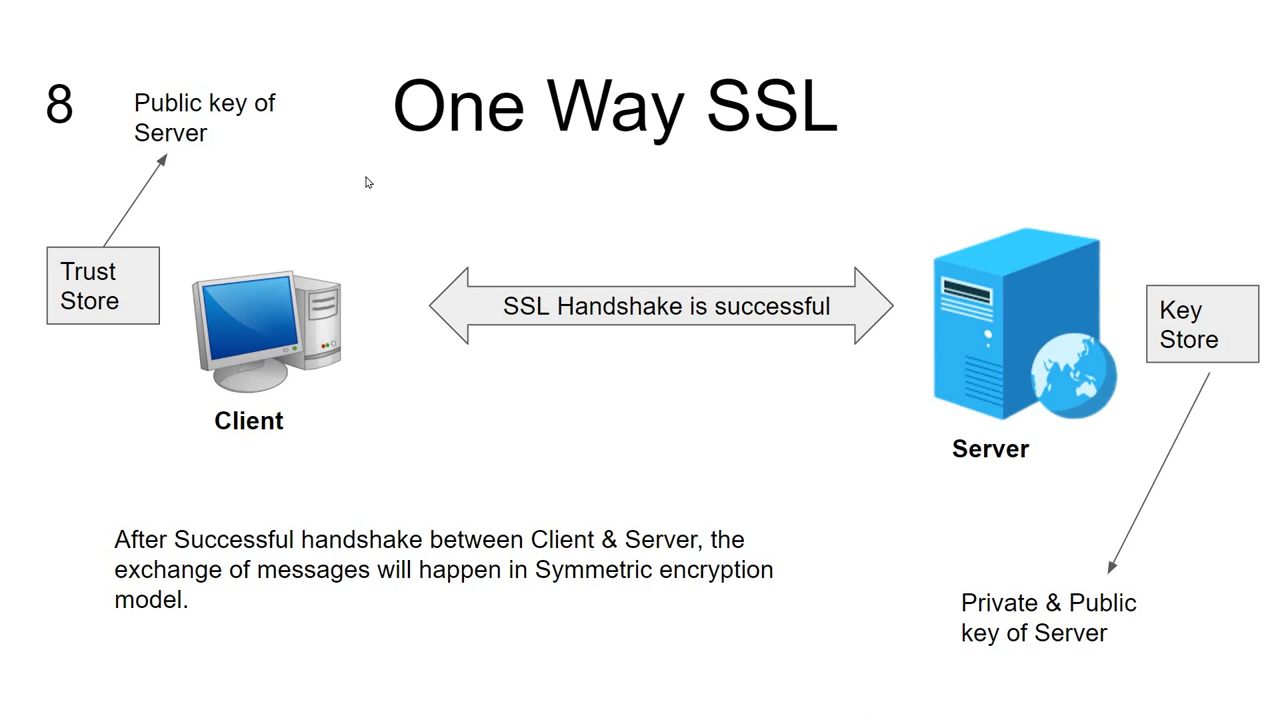 8
Public key of
Server
One Way SSL
Trust
Store
SSL Handshake is successful
Key
Store
Client
Server
After Successful handshake between Client & Server, the
exchange of messages will happen in Symmetric encryption
model.
Private & Public
key of Server